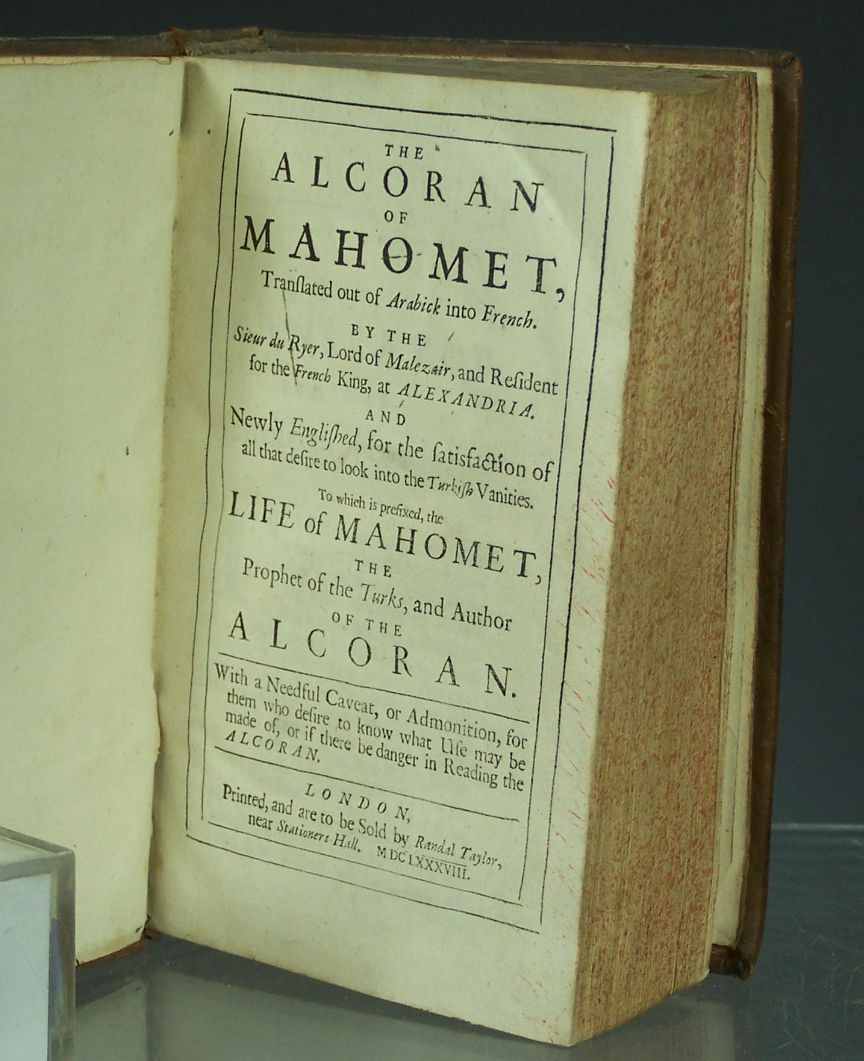 THE
ALCORAN
OF
MAHOMET,
Tranſlated out of Arabick into French.
BY THE
Sieur du Ryer, Lord of Malezair, and Reſident
for the French King, at ALEXANDRIA.
AND
Newly Engliſhed, for the ſatisfaction of
all that deſire to look into the Turkiſh Vanities.
To which is prefixed, the
LIFE of MAHOMET,
THE
Prophet of the Turks, and Author
OF THE
ALCORAN.
With a Needful Caveat, or Admonition, for
them who deſire to know what Uſe may be
made of, or if there be danger in Reading the
ALCORAN.
LONDON,
Printed, and are to be Sold by Randal Taylor,
near Stationers Hall. MDCLXXXVIII.